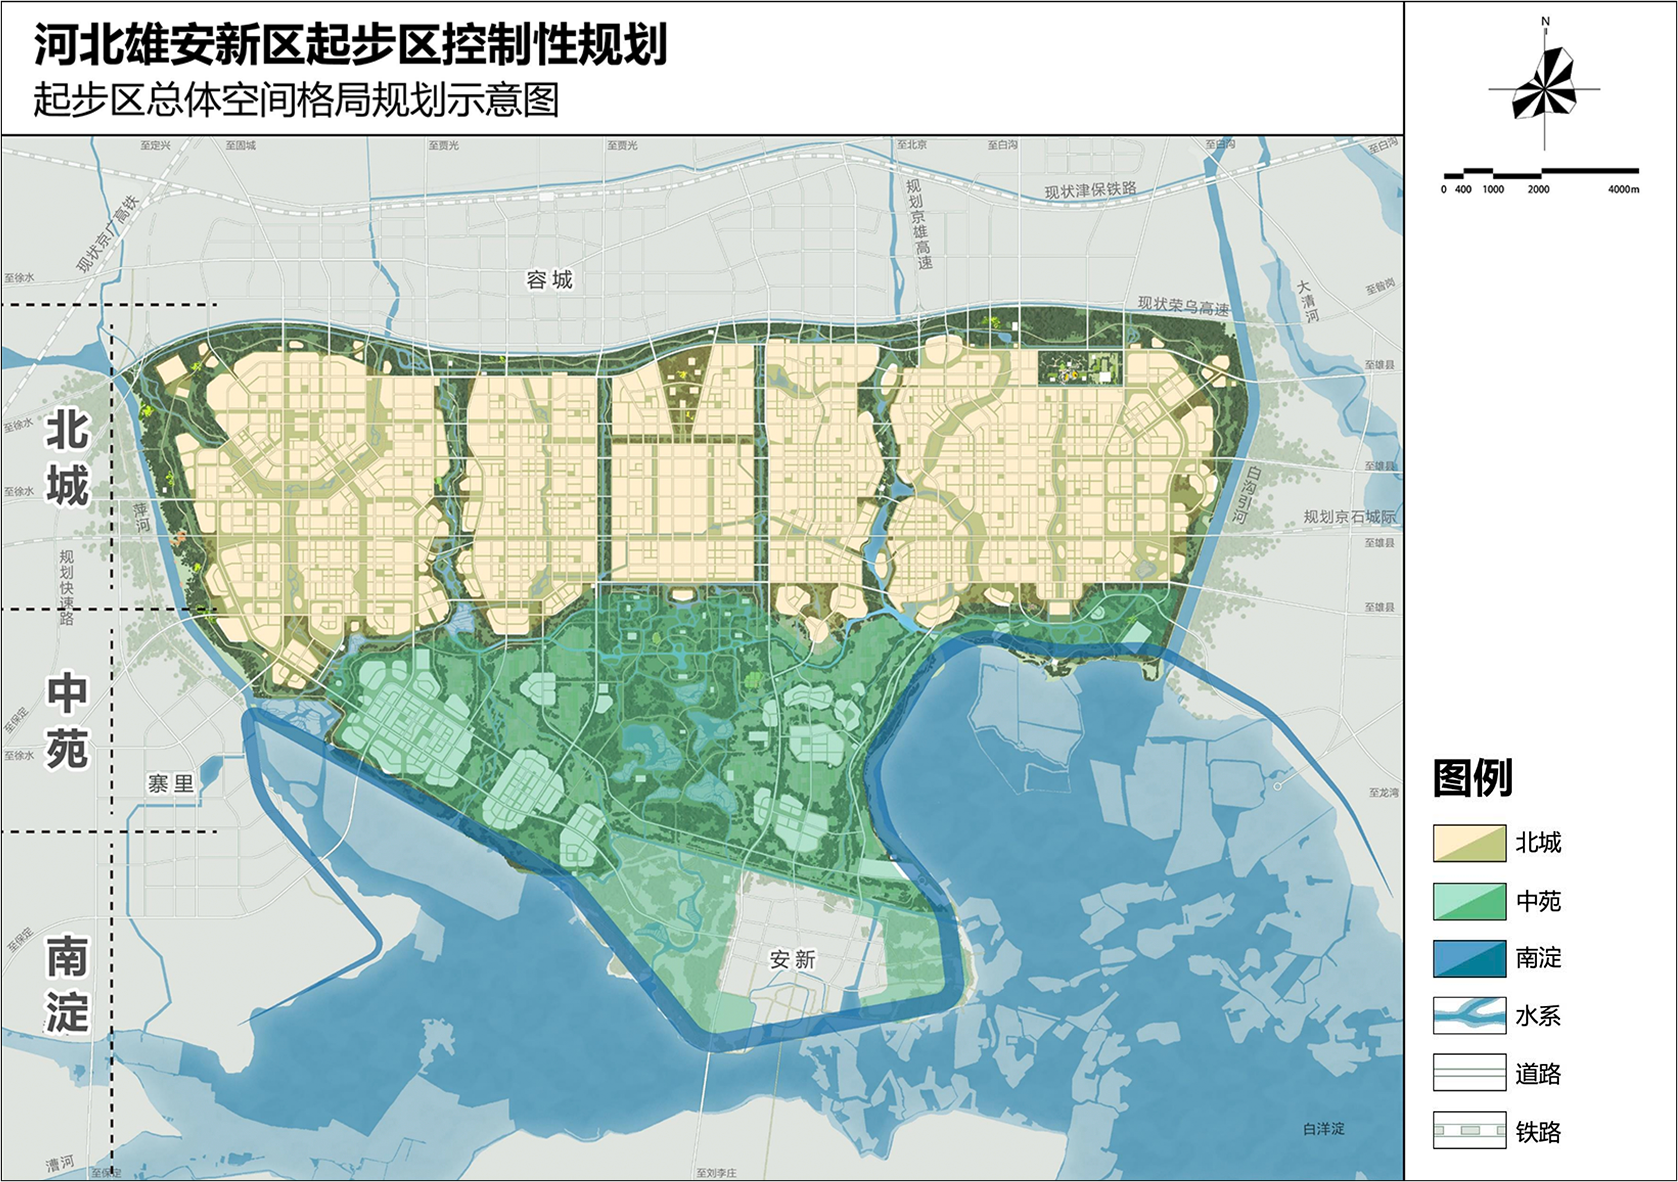 河北雄安新区起步区控制性规划
起步区总体空间格局规划示意图
N
0 400 1000 2000 4000m
至定兴
至固城
至贾光
至贾光
至北京
至白沟
至白沟
至白沟
现状京广高铁
现状津保铁路
规划京雄高速
至徐水
容城
现状荣乌高速
大清河
至昝岗
至雄县
北城
至徐水
至雄县
至徐水
萍河
白沟引河
规划京石城际
至雄县
规划快速路
至雄县
中苑
至保定
至徐水
寨里
至龙湾
南淀
至保定
安新
白洋淀
漕河
至保定
至刘李庄
图例
北城
中苑
南淀
水系
道路
铁路